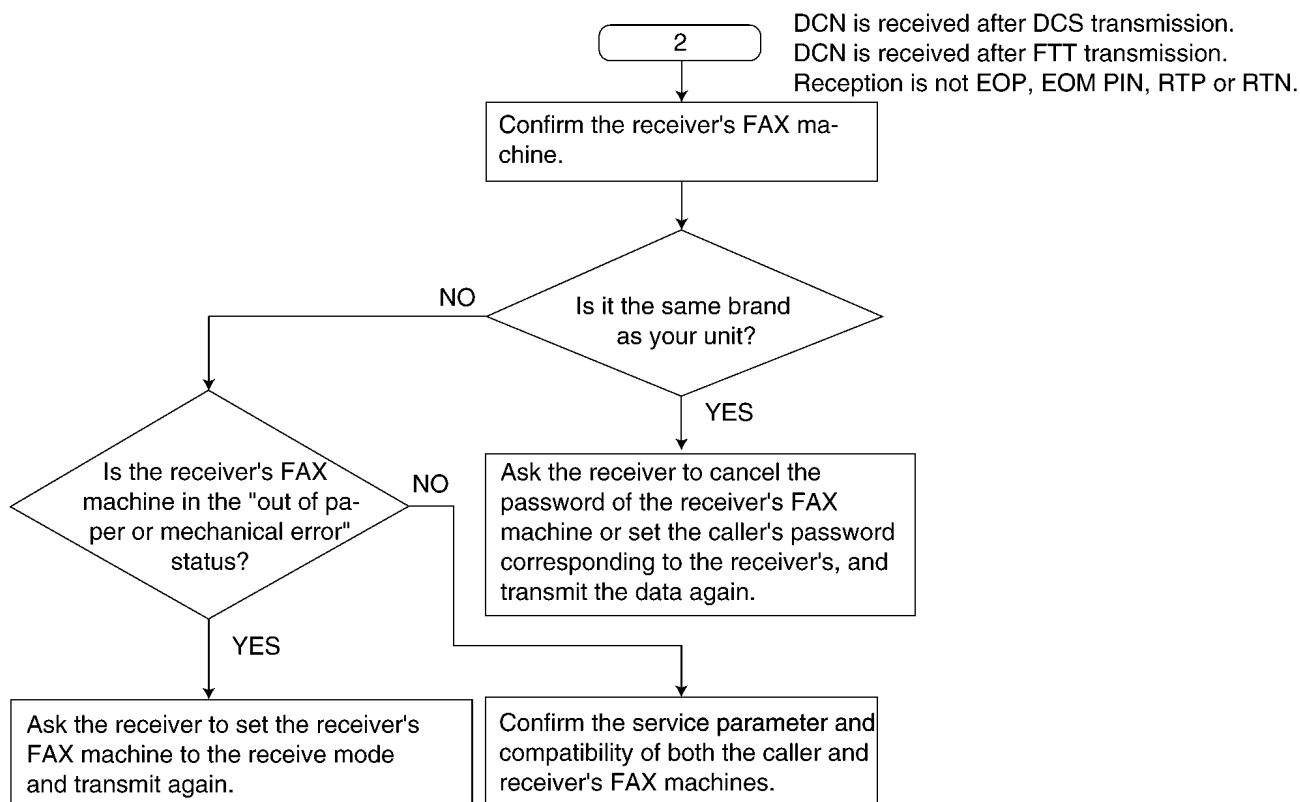 2
DCN is received after DCS transmission.
DCN is received after FTT transmission.
Reception is not EOP, EOM PIN, RTP or RTN.
Confirm the receiver's FAX ma-
chine.
Is it the same brand
as your unit?
NO
YES
Is the receiver's FAX
machine in the "out of pa-
per or mechanical error"
status?
NO
YES
Ask the receiver to cancel the
password of the receiver's FAX
machine or set the caller's password
corresponding to the receiver's, and
transmit the data again.
Ask the receiver to set the receiver's
FAX machine to the receive mode
and transmit again.
Confirm the service parameter and
compatibility of both the caller and
receiver's FAX machines.